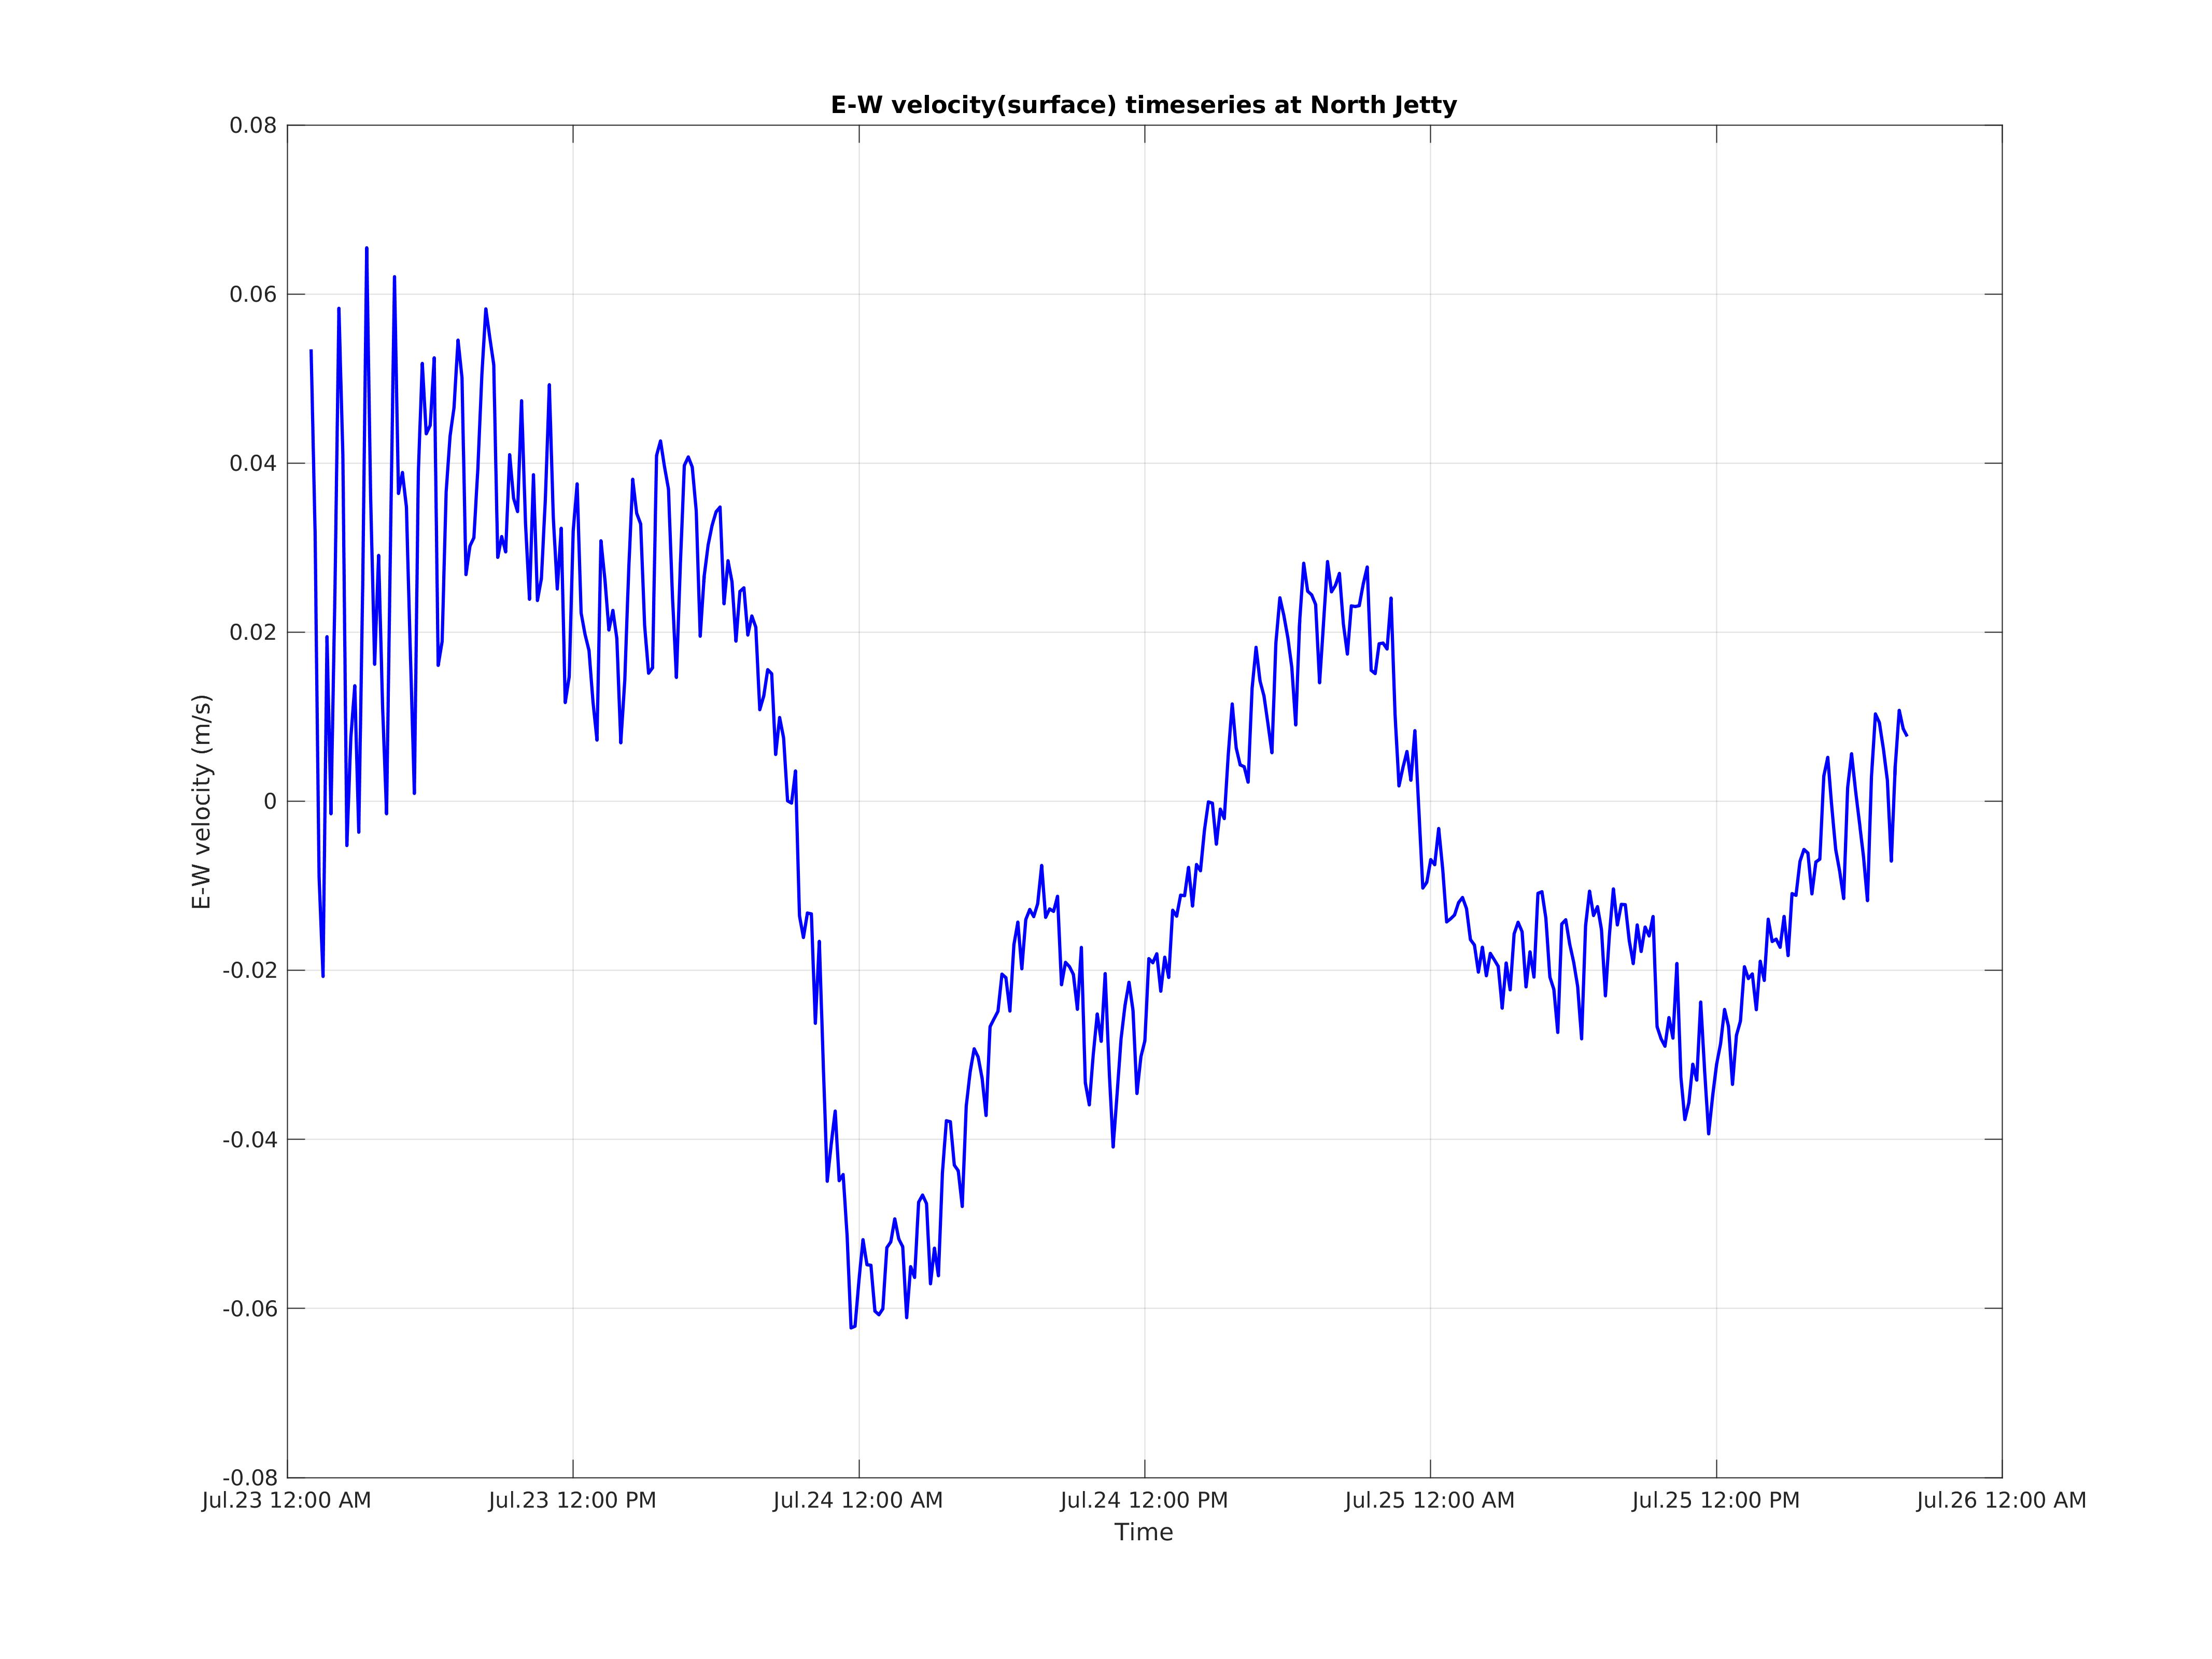 E-W velocity(surface) timeseries at North Jetty
0.08
0.06
0.04
0.02
0
-0.02
-0.04
-0.06
-0.08
E-W velocity (m/s)
Jul.23 12:00 AM Jul.23 12:00 PM Jul.24 12:00 AM Jul.24 12:00 PM Jul.25 12:00 AM Jul.25 12:00 PM Jul.26 12:00 AM
Time